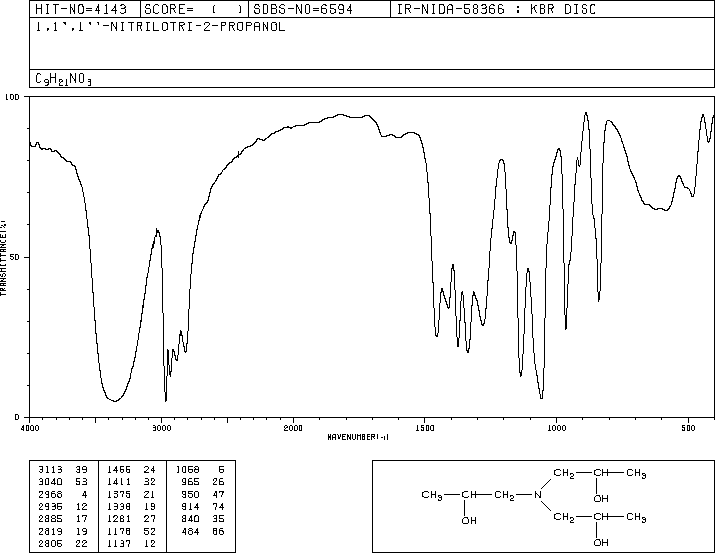 HIT-NO=4143 SCORE= ( ) SDBS-NO=6594 IR-NIDA-58366 : KBR DISC
1,1',1''-NITRILOTRI-2-PROPANOL
C9H21NO3
100
50
0
TRANSMITTANCE(%)
4000 3000 2000 1500 1000 500
WAVENUMBER(-1)
3113 39 1456 24 1058 5
3040 53 1411 32 965 26
2968 4 1375 21 950 47
2935 12 1338 19 914 74
2885 17 1281 27 840 35
2819 19 1178 52 484 66
2806 22 1137 12
CH2 CH CH3
CH3 CH CH2 N OH
OH CH2 CH CH3
OH